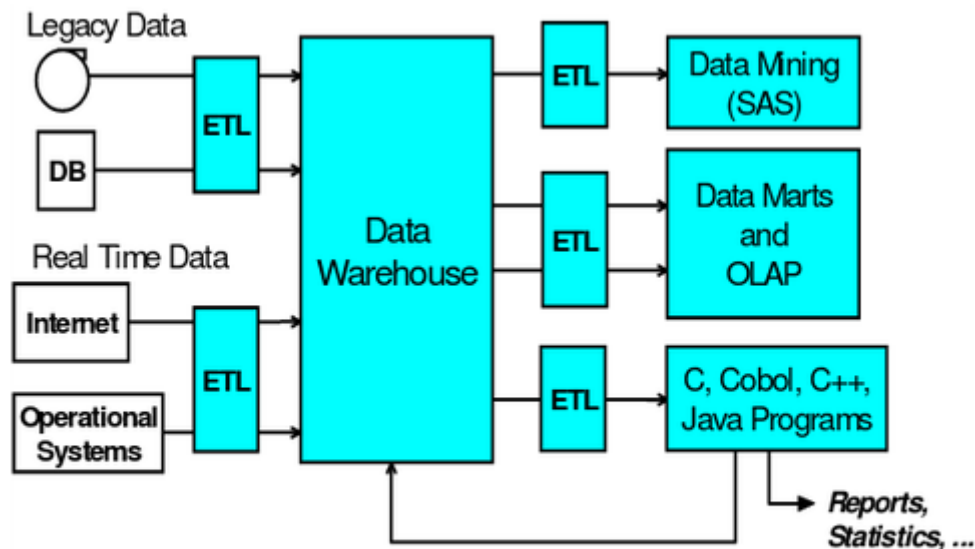 Legacy Data
ETL
DB
Real Time Data
Internet
ETL
Operational
Systems
Data
Warehouse
ETL
Data Mining
(SAS)
ETL
Data Marts
and
OLAP
ETL
C, Cobol, C++,
Java Programs
Reports,
Statistics, ...